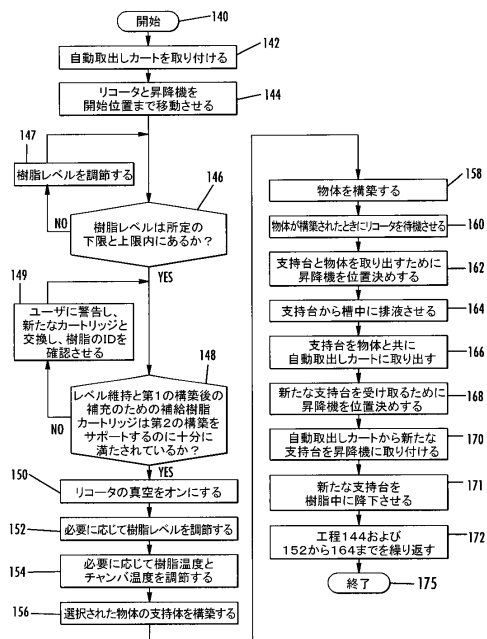 開始
140
自動取出しカートを取り付ける
142
リコータと昇降機を
開始位置まで移動させる
144
147
樹脂レベルを調節する
146
NO
樹脂レベルは所定の
下限と上限内にあるか?
YES
149
ユーザに警告し、
新たなカートリッジと
交換し、樹脂のIDを
確認させる
148
NO
レベル維持と第1の構築後の
補充のための補給樹脂
カートリッジは第2の構築を
サポートするのに十分に
満たされているか?
YES
150
リコータの真空をオンにする
152
必要に応じて樹脂レベルを調節する
154
必要に応じて樹脂温度と
チャンバ温度を調節する
156
選択された物体の支持体を構築する
物体を構築する
158
物体が構築されたときにリコータを待機させる
160
支持台と物体を取り出すために
昇降機を位置決めする
162
支持台から槽中に排液させる
164
支持台を物体と共に
自動取出しカートに取り出す
166
新たな支持台を受け取るために
昇降機を位置決めする
168
自動取出しカートから新たな
支持台を昇降機に取り付ける
170
新たな支持台を
樹脂中に降下させる
171
工程144および
152から164までを繰り返す
172
終了
175